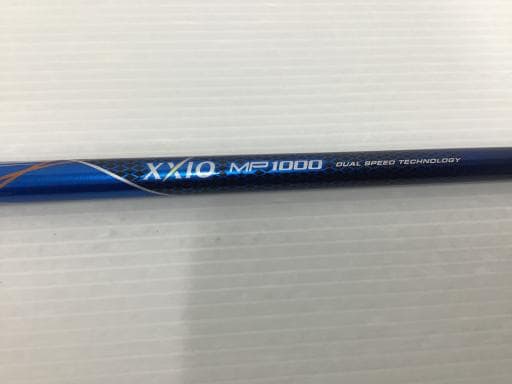 XXIO MP1000 DUAL SPEED TECHNOLOGY